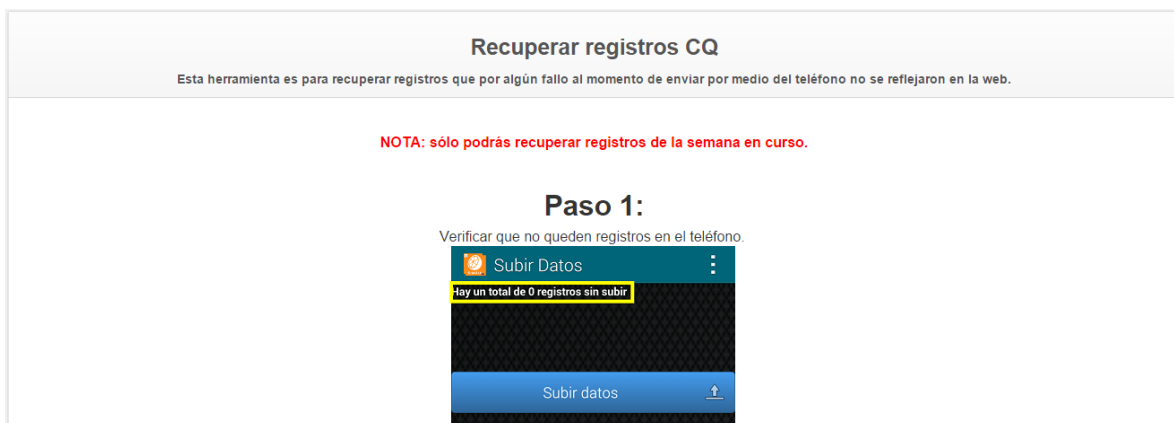 Recuperar registros CQ
Esta herramienta es para recuperar registros que por algún fallo al momento de enviar por medio del teléfono no se reflejaron en la web.
NOTA: sólo podrás recuperar registros de la semana en curso.
Paso 1:
Verificar que no queden registros en el teléfono.
Subir Datos
Hay un total de 0 registros sin subir
Subir datos